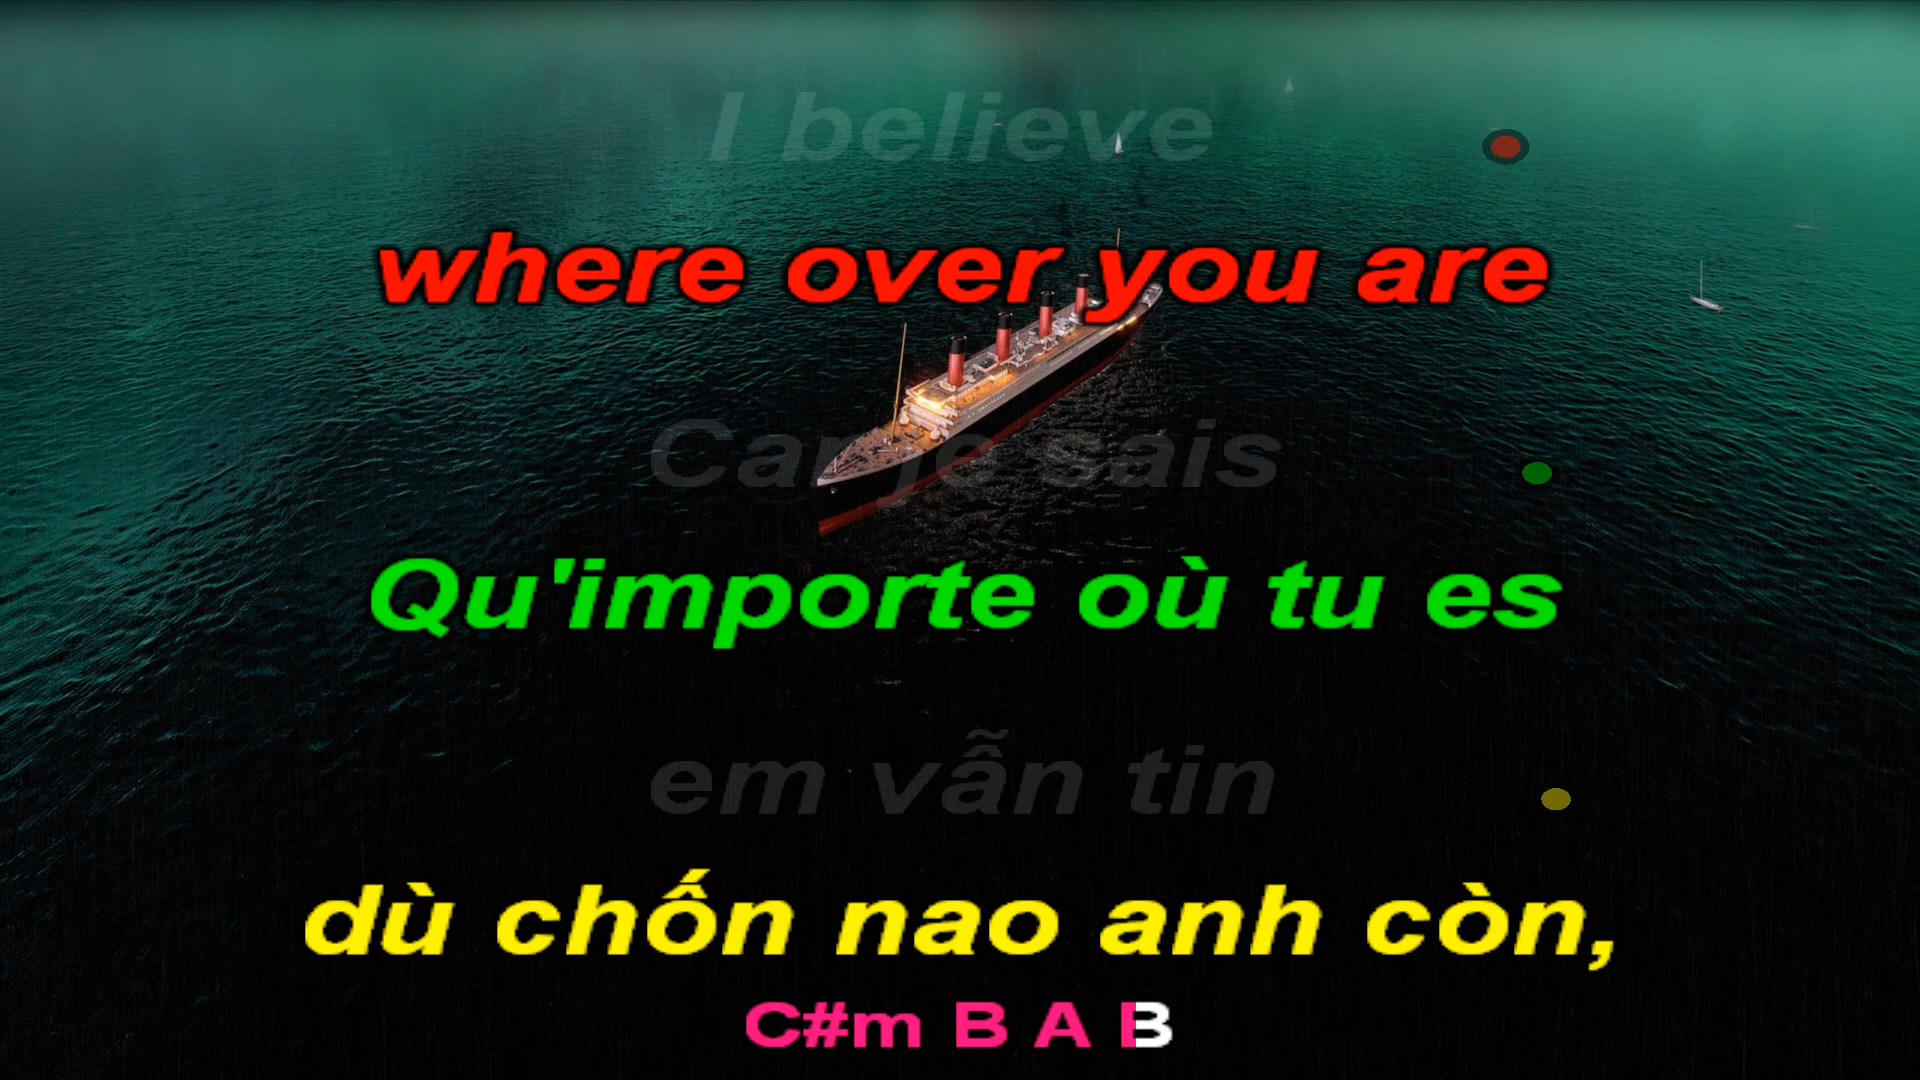 I believe
where over you are
Car je sais
Qu'importe où tu es
em vẫn tin
dù chốn nao anh còn,
C#m B A B